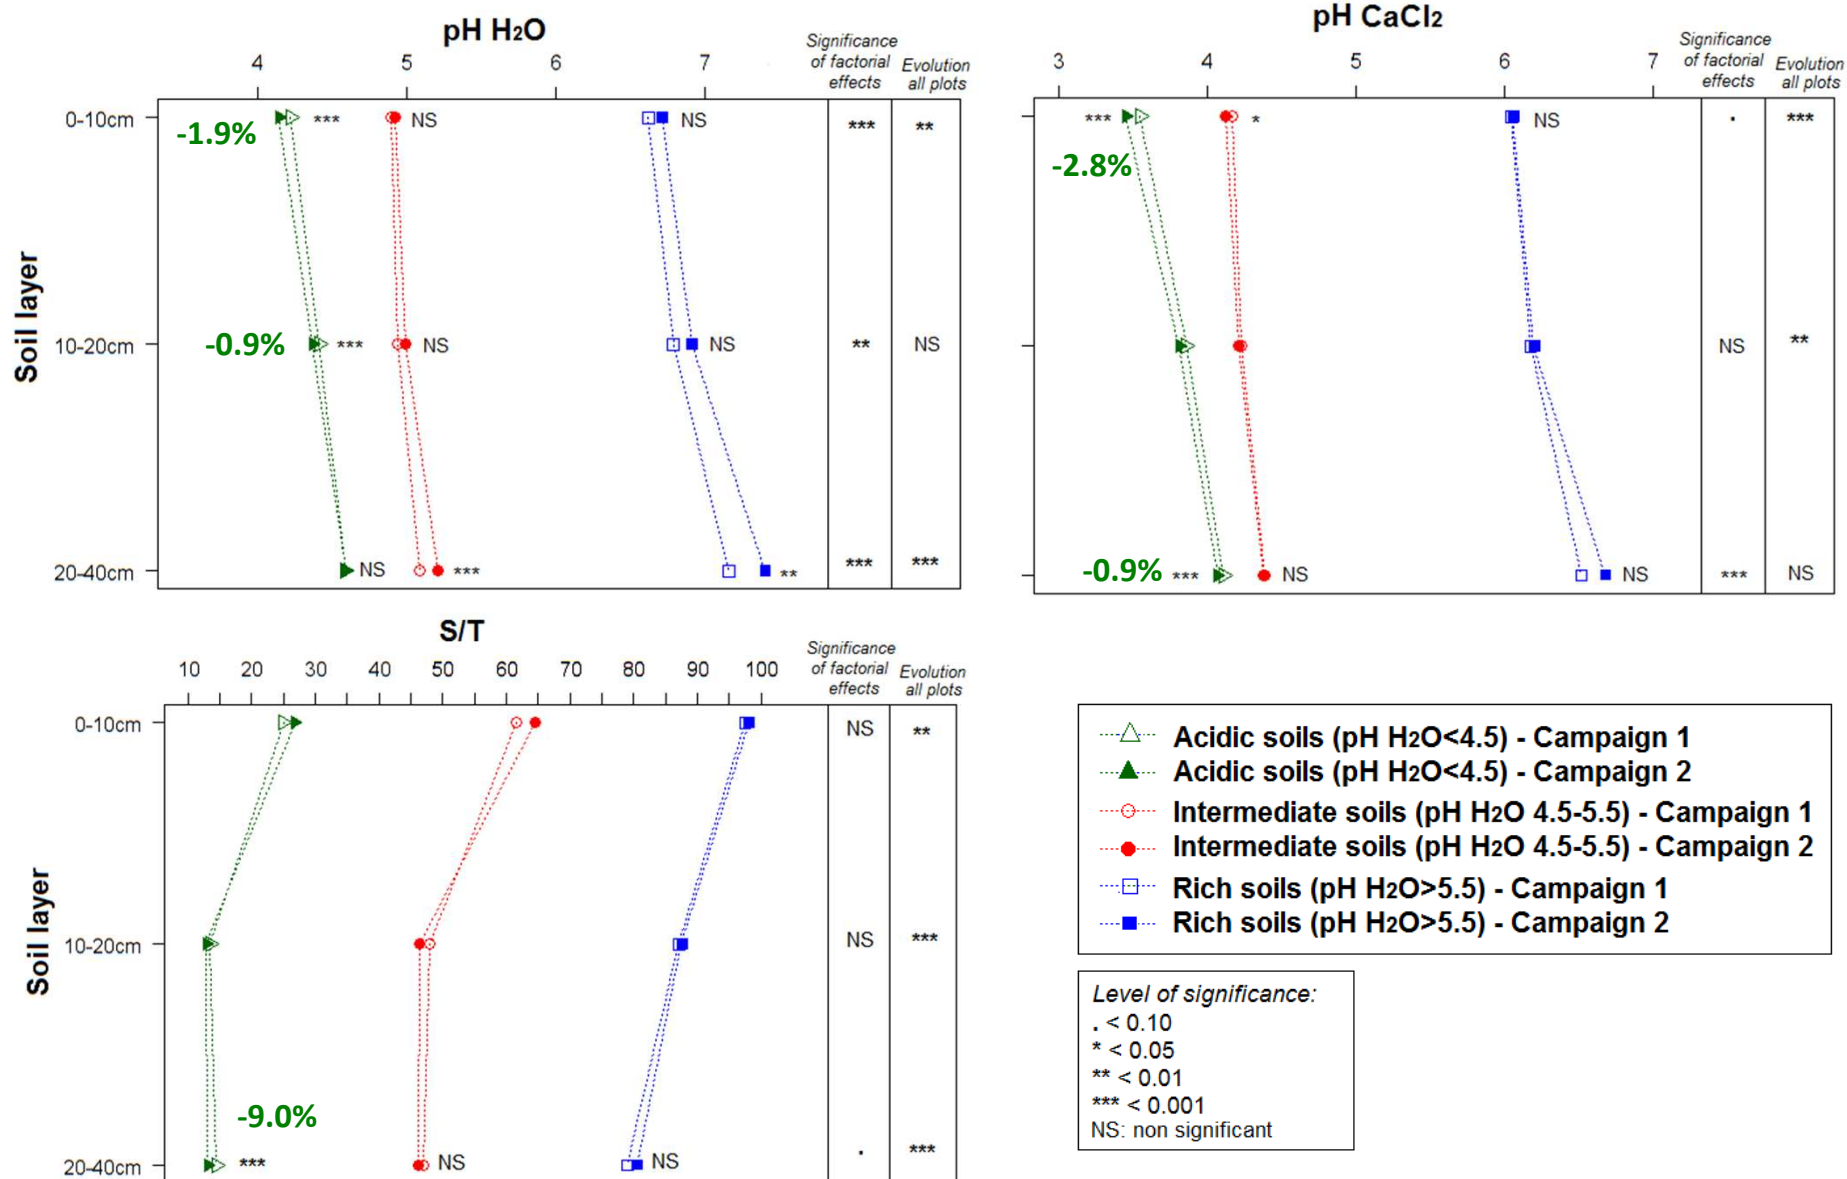 pH H2O
Significance
of factorial
effects
Evolution
all plots
4 5 6 7
0-10cm
-1.9%
***
NS
NS
***
**
Soil layer
10-20cm
-0.9%
***
NS
NS
**
NS
20-40cm
NS
***
**
***
***
pH CaCl2
Significance
of factorial
effects
Evolution
all plots
3 4 5 6 7
***
*
NS
.
***
-2.8%
NS
**
-0.9%
***
NS
NS
***
NS
S/T
Significance
of factorial
effects
Evolution
all plots
10 20 30 40 50 60 70 80 90 100
0-10cm
NS
**
Soil layer
10-20cm
NS
***
-9.0%
20-40cm
***
NS
NS
.
***
Acidic soils (pH H2O<4.5) - Campaign 1
Acidic soils (pH H2O<4.5) - Campaign 2
Intermediate soils (pH H2O 4.5-5.5) - Campaign 1
Intermediate soils (pH H2O 4.5-5.5) - Campaign 2
Rich soils (pH H2O>5.5) - Campaign 1
Rich soils (pH H2O>5.5) - Campaign 2
Level of significance:
. < 0.10
* < 0.05
** < 0.01
*** < 0.001
NS: non significant